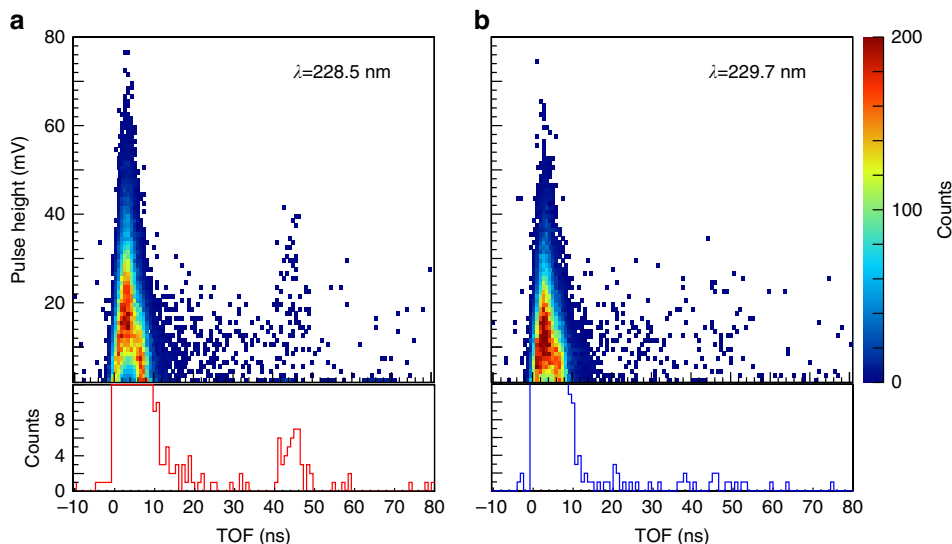 a
b
80
60
40
20
Pulse height (mV)
λ=228.5 nm
λ=229.7 nm
200
100
0
Counts
8
4
0
Counts
–10 0 10 20 30 40 50 60 70 80
TOF (ns)
–10 0 10 20 30 40 50 60 70 80
TOF (ns)